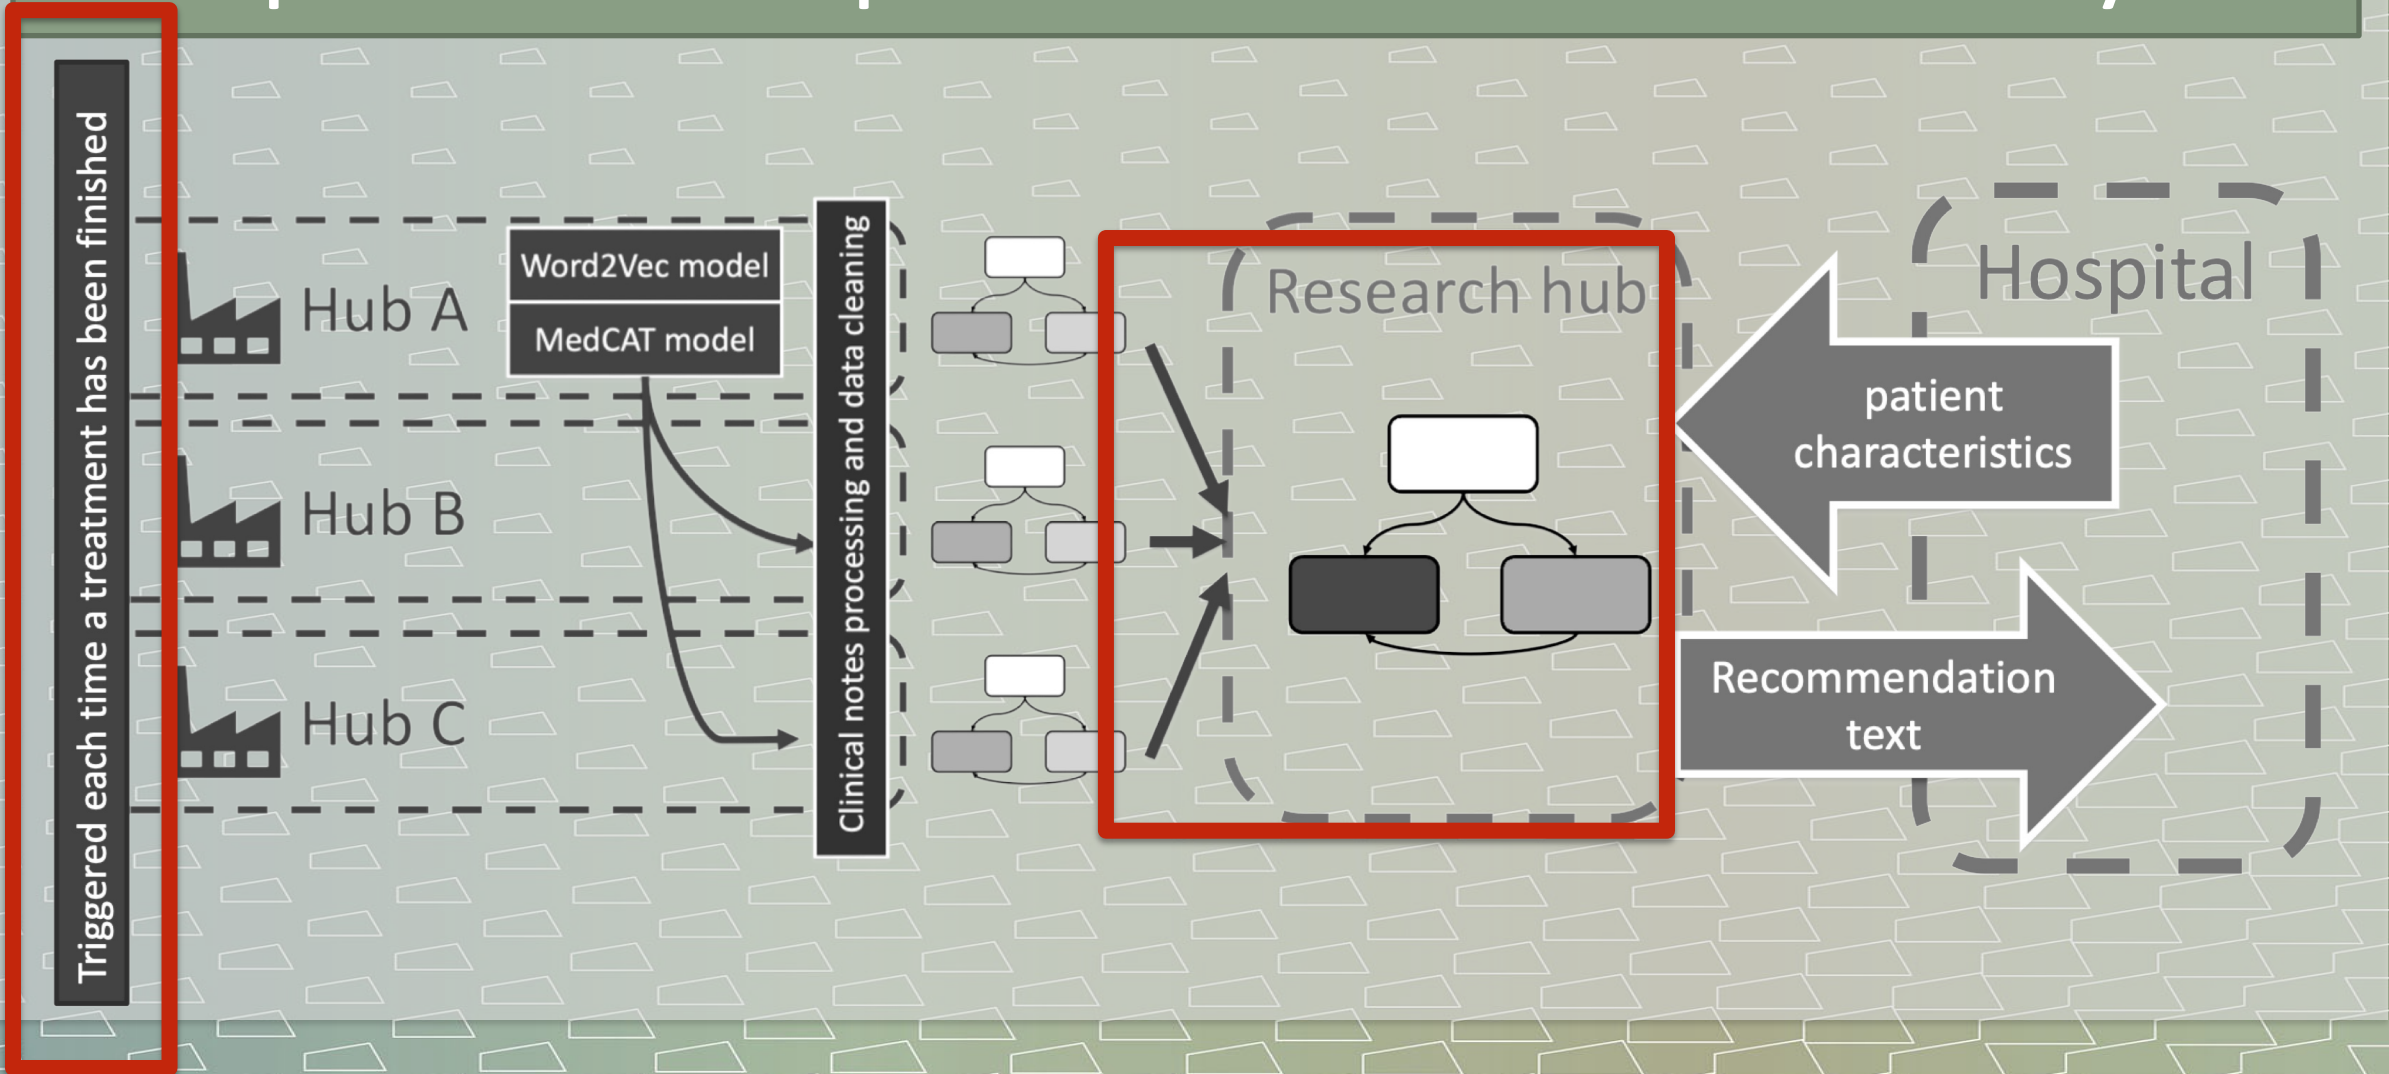 Triggered each time a treatment has been finished
Hub A
Word2Vec model
MedCAT model
Hub B
Hub C
Clinical notes processing and data cleaning
Research hub
Hospital
patient
characteristics
Recommendation
text